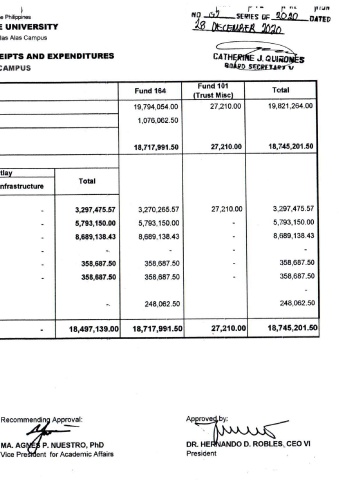 e Philippines
E UNIVERSITY
las Alas Campus
EIPTS AND EXPENDITURES
CAMPUS
SERIES OF 2020 DATED
28 DECEMBER 2020
CATHERINE J. QUIRONES
BOARD SECRETARY V
Fund 164 Fund 101 (Trust Misc) Total
19,794,054.00 27,210.00 19,821,264.00
1,076,062.50
18,717,991.50 27,210.00 18,745,201.50
tlay
nfrastructure Total
- 3,297,475.57 3,270,265.57 27,210.00 3,297,475.57
- 5,793,150.00 5,793,150.00 - 5,793,150.00
- 8,689,138.43 8,689,138.43 - 8,689,138.43
- - - -
- 358,687.50 358,687.50 - 358,687.50
- 358,687.50 358,687.50 - 358,687.50
- -
- 248,062.50 248,062.50
- 18,497,139.00 18,717,991.50 27,210.00 18,745,201.50
Recommending Approval: Approved by:
MA. AGNES P. NUESTRO, PhD DR. HERNANDO D. ROBLES, CEO VI
Vice President for Academic Affairs President